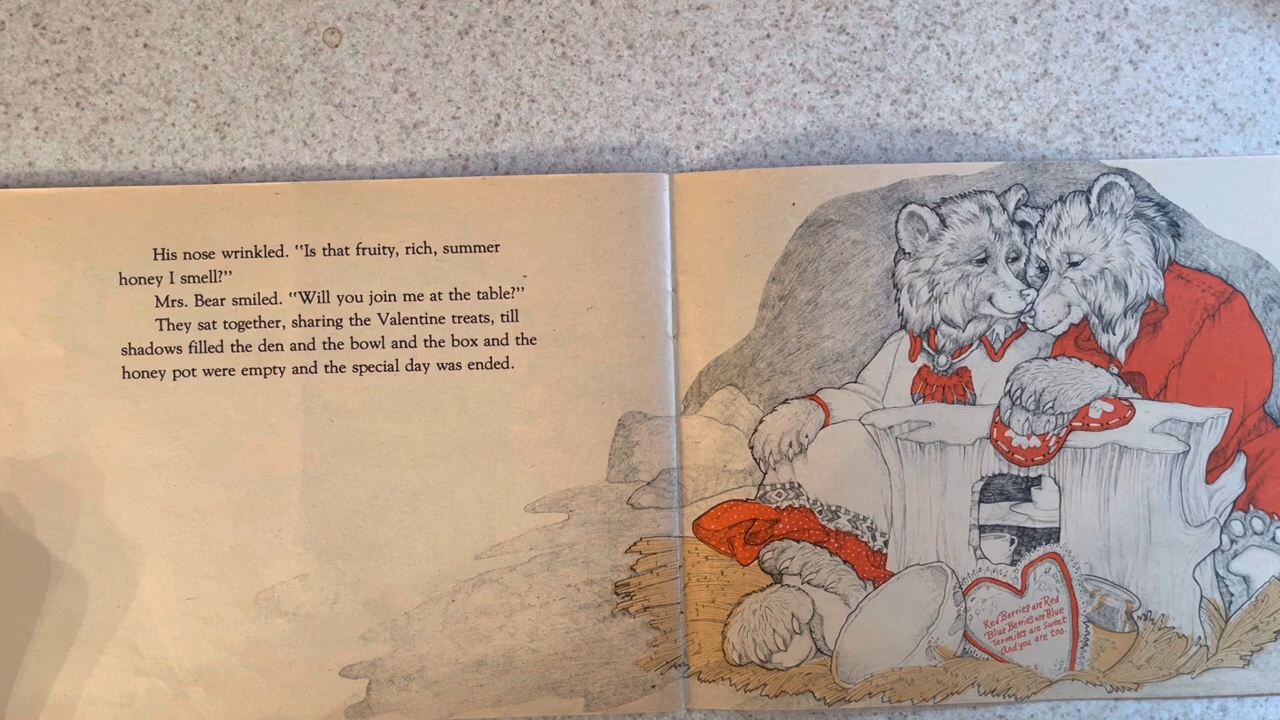 His nose wrinkled. "Is that fruity, rich, summer
honey I smell?"
Mrs. Bear smiled. "Will you join me at the table?"
They sat together, sharing the Valentine treats, till
shadows filled the den and the bowl and the box and the
honey pot were empty and the special day was ended.
Red Berries are Red
Blue Berries are Blue
Termites are sweet
And you are too.